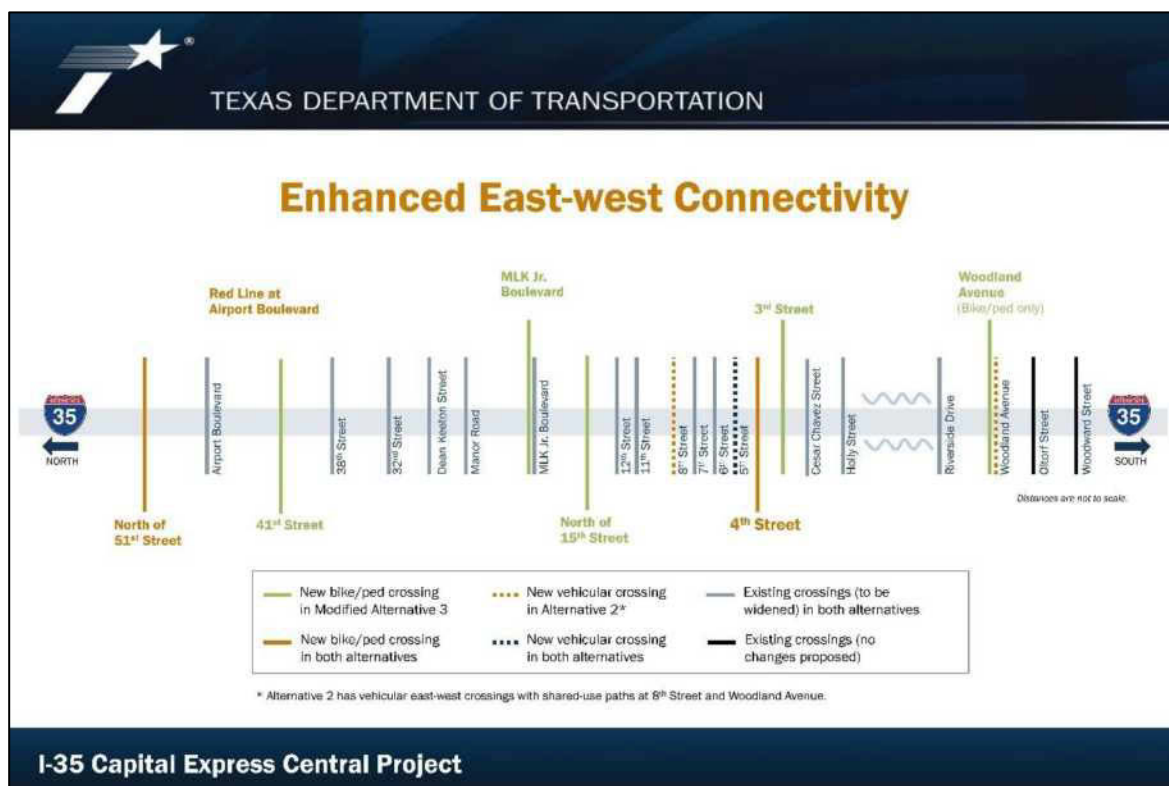 ®
TEXAS DEPARTMENT OF TRANSPORTATION
Enhanced East-west Connectivity
Red Line at
Airport Boulevard
MLK Jr.
Boulevard
3rd Street
Woodland
Avenue
(Bike/ped only)
INTERSTATE
35
NORTH
Airport Boulevard
38th Street
32nd Street
Dean Keeton Street
Manor Road
MLK Jr. Boulevard
12th Street
11th Street
8th Street
7th Street
6th Street
5th Street
Cesar Chavez Street
Holly Street
Riverside Drive
Woodland Avenue
Oltorf Street
Woodward Street
INTERSTATE
35
SOUTH
Distances are not to scale.
North of
51st Street
41st Street
North of
15th Street
4th Street
New bike/ped crossing
in Modified Alternative 3
New vehicular crossing
in Alternative 2*
Existing crossings (to be
widened) in both alternatives
New bike/ped crossing
in both alternatives
New vehicular crossing
in both alternatives
Existing crossings (no
changes proposed)
* Alternative 2 has vehicular east-west crossings with shared-use paths at 8th Street and Woodland Avenue.
I-35 Capital Express Central Project